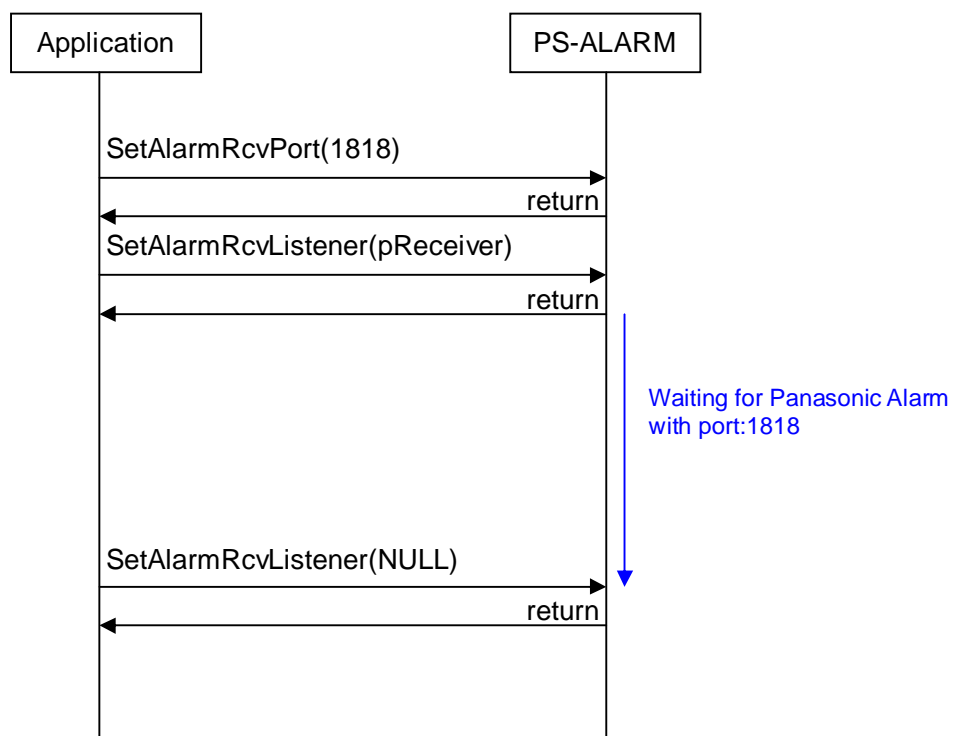 Application
PS-ALARM
SetAlarmRcvPort(1818)
return
SetAlarmRcvListener(pReceiver)
return
Waiting for Panasonic Alarm
with port:1818
SetAlarmRcvListener(NULL)
return